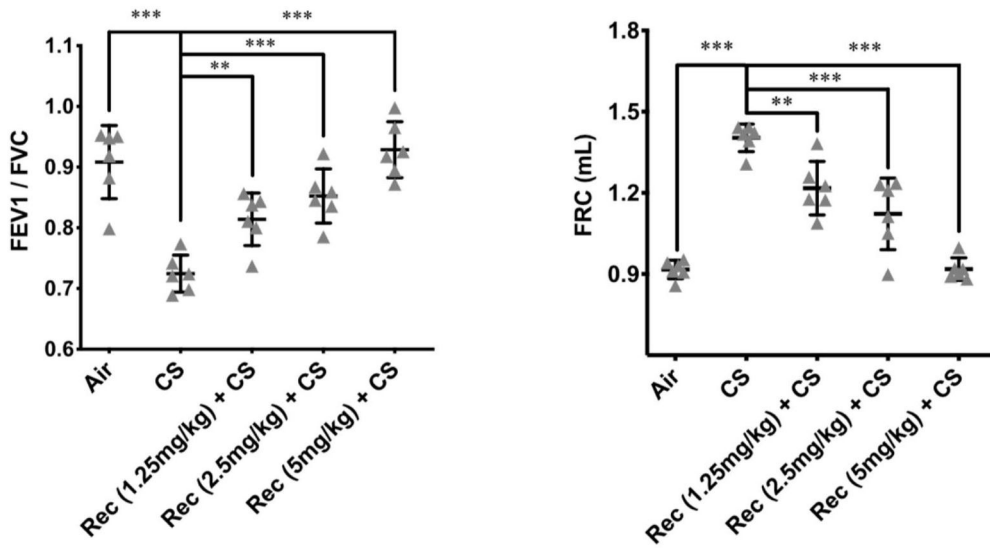 ***
***
***
**
1.1
1.0
0.9
0.8
0.7
0.6
FEV1 / FVC
Air
CS
Rec (1.25mg/kg) + CS
Rec (2.5mg/kg) + CS
Rec (5mg/kg) + CS
***
***
***
**
1.8
1.5
1.2
0.9
FRC (mL)
Air
CS
Rec (1.25mg/kg) + CS
Rec (2.5mg/kg) + CS
Rec (5mg/kg) + CS